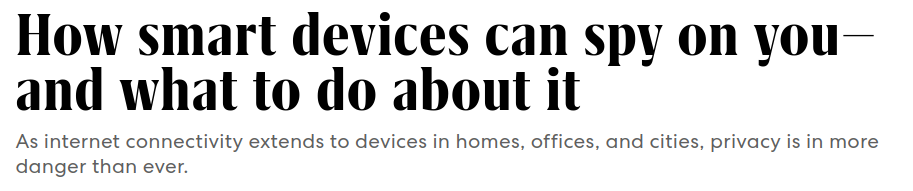 How smart devices can spy on you—
and what to do about it
As internet connectivity extends to devices in homes, offices, and cities, privacy is in more
danger than ever.